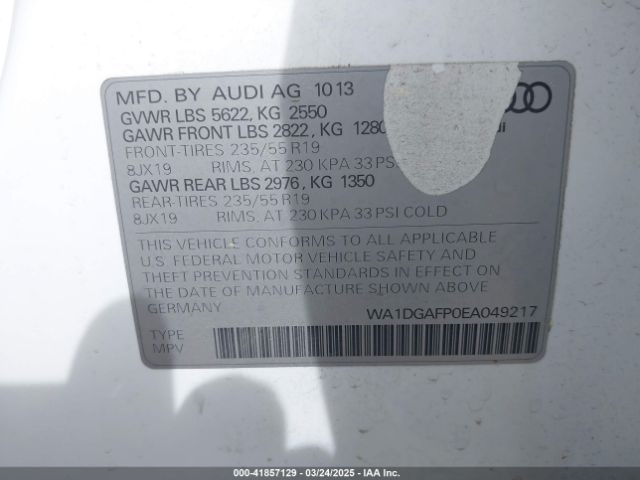 MFD. BY AUDI AG 10 13
GVWR LBS 5622, KG 2550
GAWR FRONT LBS 2822, KG 1280
FRONT-TIRES 235/55 R19
8JX19 RIMS, AT 230 KPA 33 PS
GAWR REAR LBS 2976, KG 1350
REAR-TIRES 235/55 R19
8JX19 RIMS, AT 230 KPA 33 PSI COLD
THIS VEHICLE CONFORMS TO ALL APPLICABLE
U.S. FEDERAL MOTOR VEHICLE SAFETY AND
THEFT PREVENTION STANDARDS IN EFFECT ON
THE DATE OF MANUFACTURE SHOWN ABOVE
GERMANY
WA1DGAFP0EA049217
TYPE
MPV
000-41857129 - 03/24/2025 - IAA Inc.